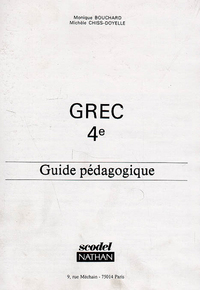 Monique BOUCHARD
Michèle CHISS-DOYELLE
GREC
4e
Guide pédagogique
scodel
NATHAN
9, rue Méchain - 75014 Paris